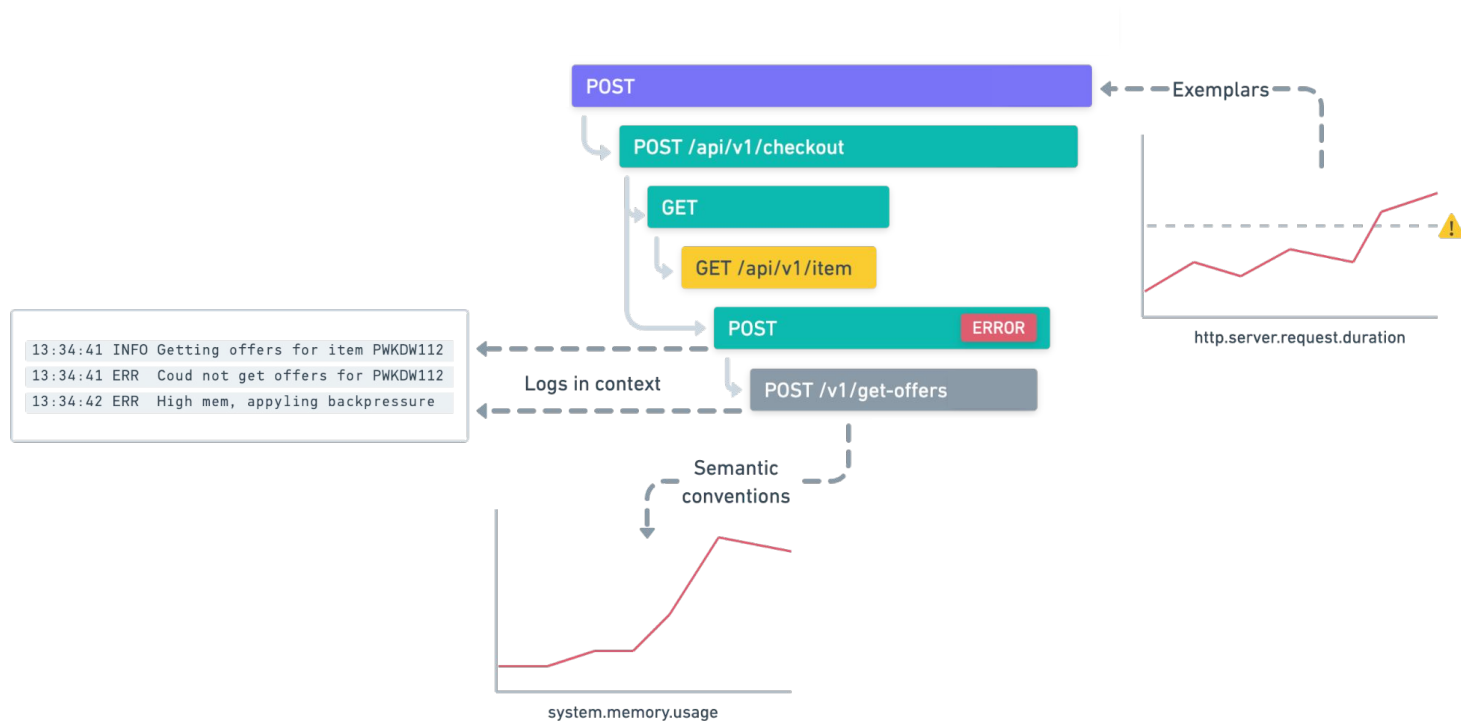 POST
Exemplars
POST /api/v1/checkout
GET
GET /api/v1/item
POST
ERROR
http.server.request.duration
13:34:41 INFO Getting offers for item PWKDW112
13:34:41 ERR Coud not get offers for PWKDW112
13:34:42 ERR High mem, appyling backpressure
Logs in context
POST /v1/get-offers
Semantic
conventions
system.memory.usage